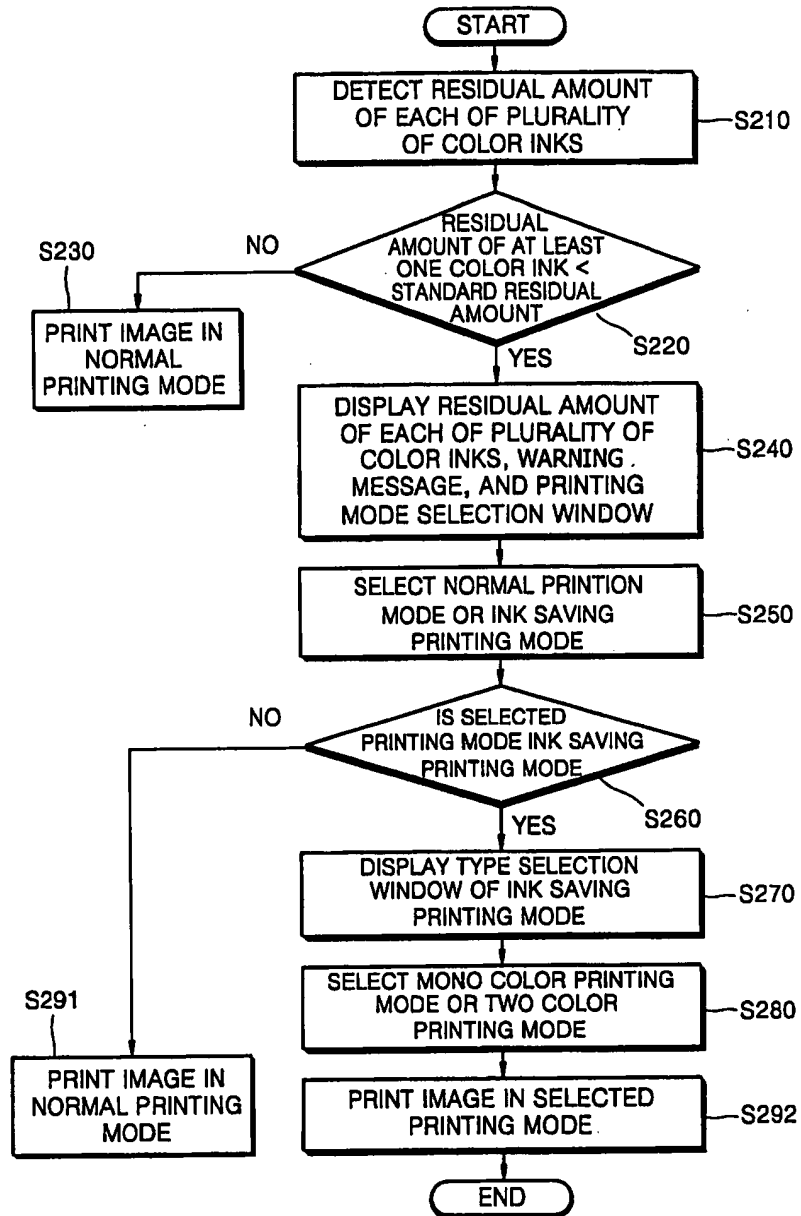 START
DETECT RESIDUAL AMOUNT
OF EACH OF PLURALITY
OF COLOR INKS
S210
RESIDUAL
AMOUNT OF AT LEAST
ONE COLOR INK <
STANDARD RESIDUAL
AMOUNT
S220
NO
S230
PRINT IMAGE IN
NORMAL
PRINTING MODE
YES
DISPLAY RESIDUAL AMOUNT
OF EACH OF PLURALITY OF
COLOR INKS, WARNING
MESSAGE, AND PRINTING
MODE SELECTION WINDOW
S240
SELECT NORMAL PRINTION
MODE OR INK SAVING
PRINTING MODE
S250
IS SELECTED
PRINTING MODE INK SAVING
PRINTING MODE
S260
NO
YES
DISPLAY TYPE SELECTION
WINDOW OF INK SAVING
PRINTING MODE
S270
SELECT MONO COLOR PRINTING
MODE OR TWO COLOR
PRINTING MODE
S280
S291
PRINT IMAGE IN
NORMAL PRINTING
MODE
PRINT IMAGE IN SELECTED
PRINTING MODE
S292
END